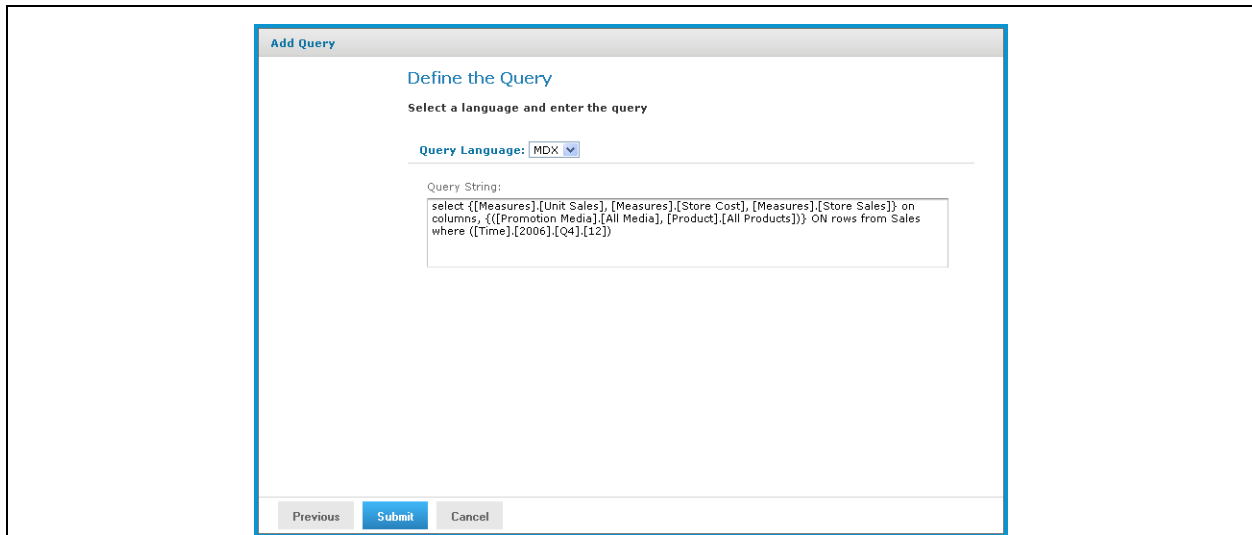 Add Query
Define the Query
Select a language and enter the query
Query Language: MDX
Query String:
select {[Measures].[Unit Sales], [Measures].[Store Cost], [Measures].[Store Sales]} on
columns, {([Promotion Media].[All Media], [Product].[All Products])} ON rows from Sales
where ([Time].[2006].[Q4].[12])
Previous Submit Cancel